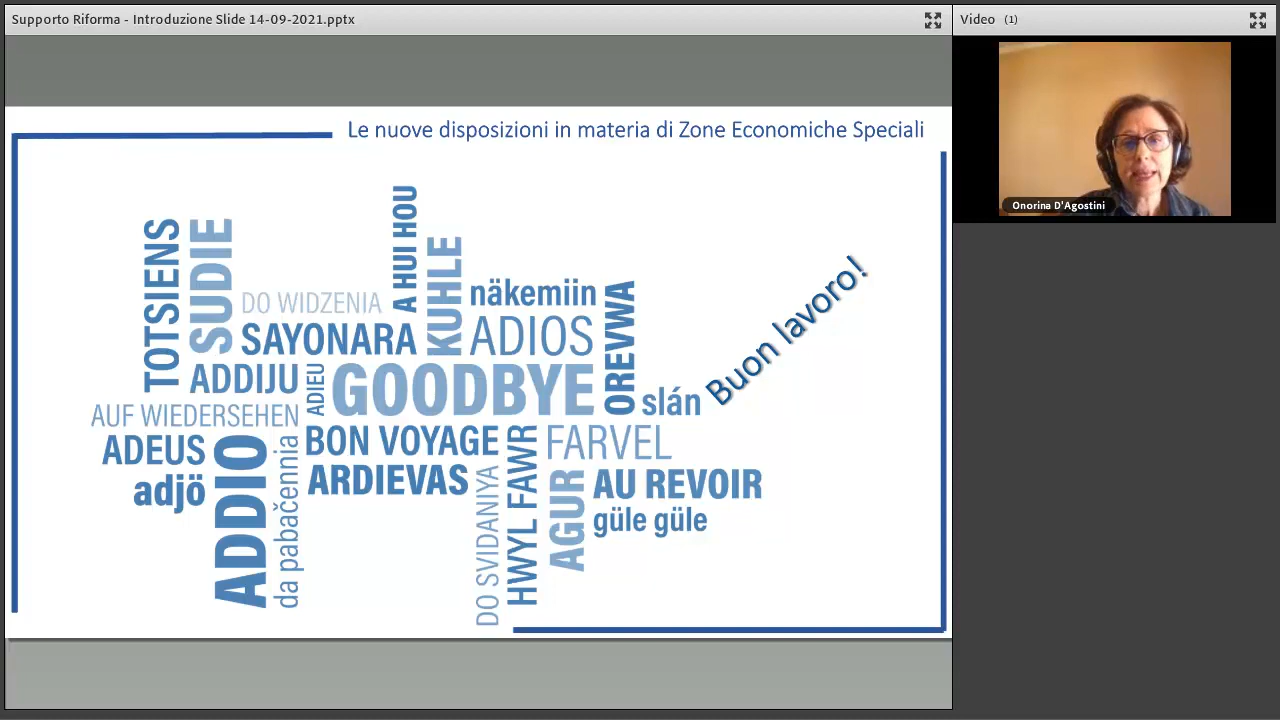 Supporto Riforma - Introduzione Slide 14-09-2021.pptx
Video (1)
Onorina D'Agostini
Le nuove disposizioni in materia di Zone Economiche Speciali
TOTSIENS
SUDIE
DO WIDZENIA
A HUI HOU
KUHLE
näkemiin
SAYONARA
ADIOS
OREVWA
ADDIJU
ADIEU
GOODBYE
slán
Buon lavoro!
AUF WIEDERSEHEN
ADEUS
adjö
ADDIO
da pabačennia
BON VOYAGE
ARDIEVAS
DO SVIDANIYA
HWYL FAWR
FARVEL
AGUR
AU REVOIR
güle güle